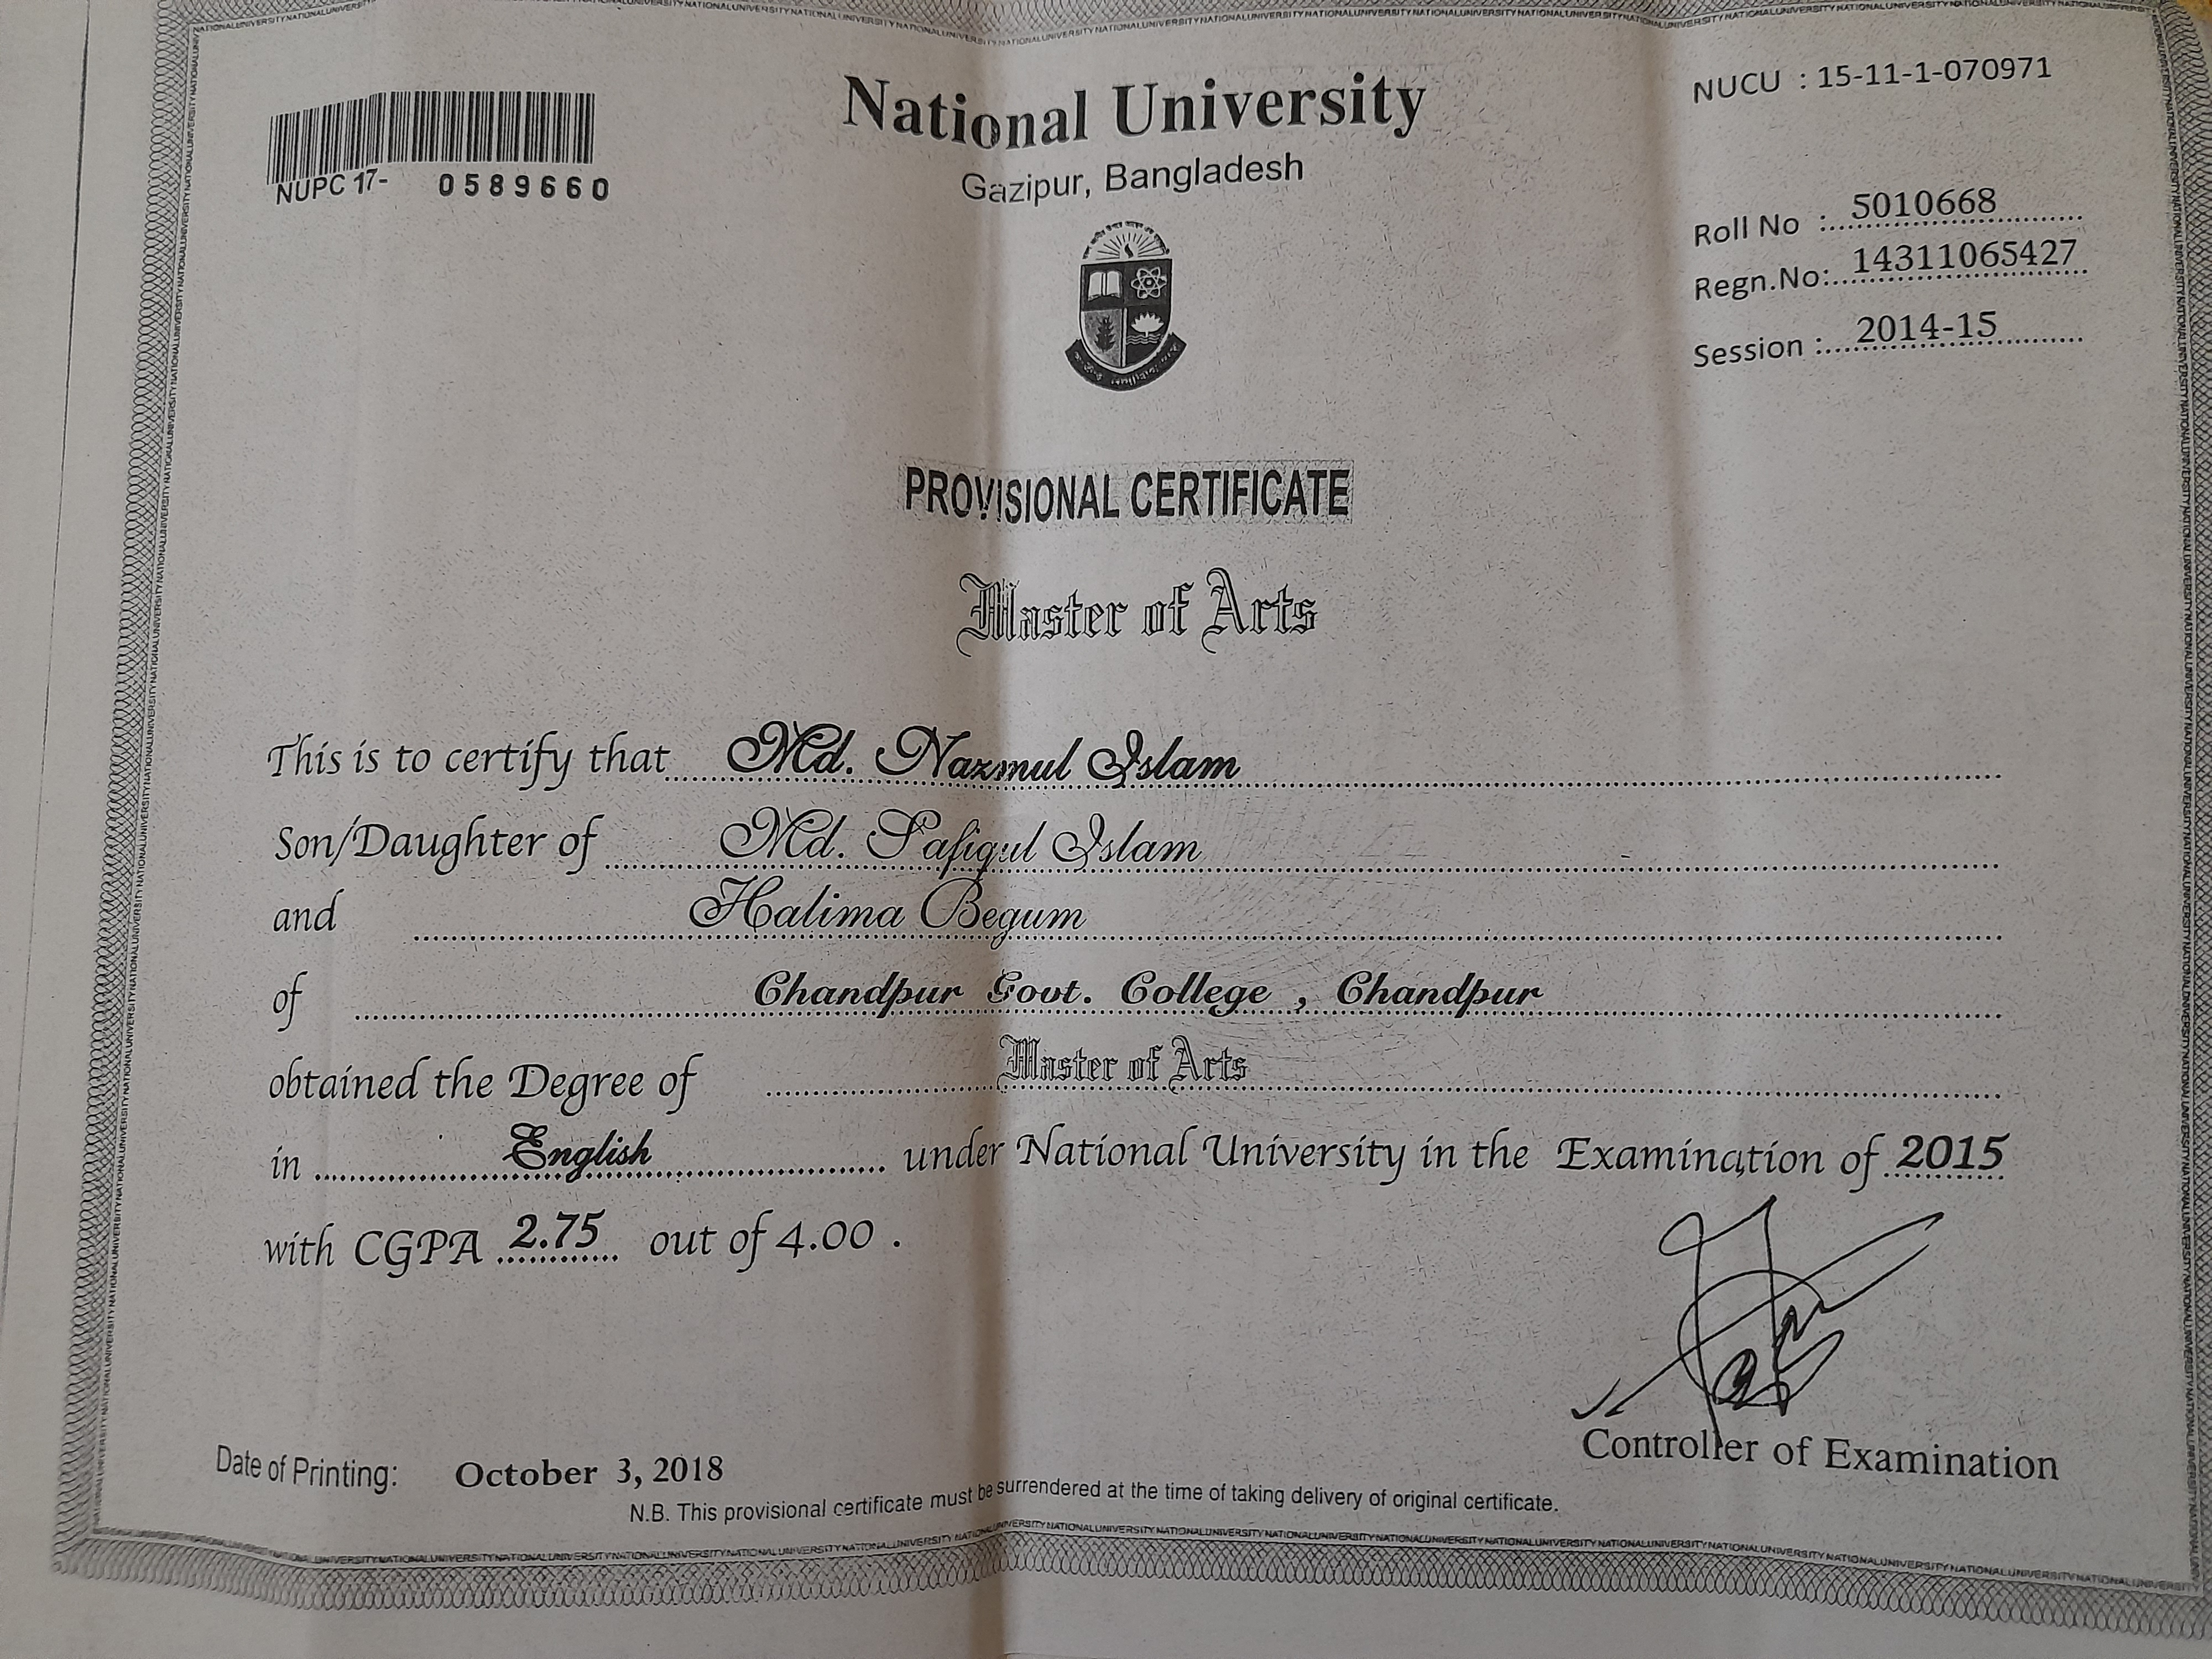 NUCU : 15-11-1-070971
National University
Gazipur, Bangladesh
NUPC 17- 0589660
Roll No : 5010668
Regn.No: 14311065427
Session : 2014-15
PROVISIONAL CERTIFICATE
Master of Arts
This is to certify that Md. Nazmul Islam
Son/Daughter of Md. Safiqul Islam
and Halima Begum
of Chandpur Govt. College , Chandpur
obtained the Degree of Master of Arts
in English under National University in the Examination of 2015
with CGPA 2.75 out of 4.00 .
Controller of Examination
Date of Printing: October 3, 2018
N.B. This provisional certificate must be surrendered at the time of taking delivery of original certificate.